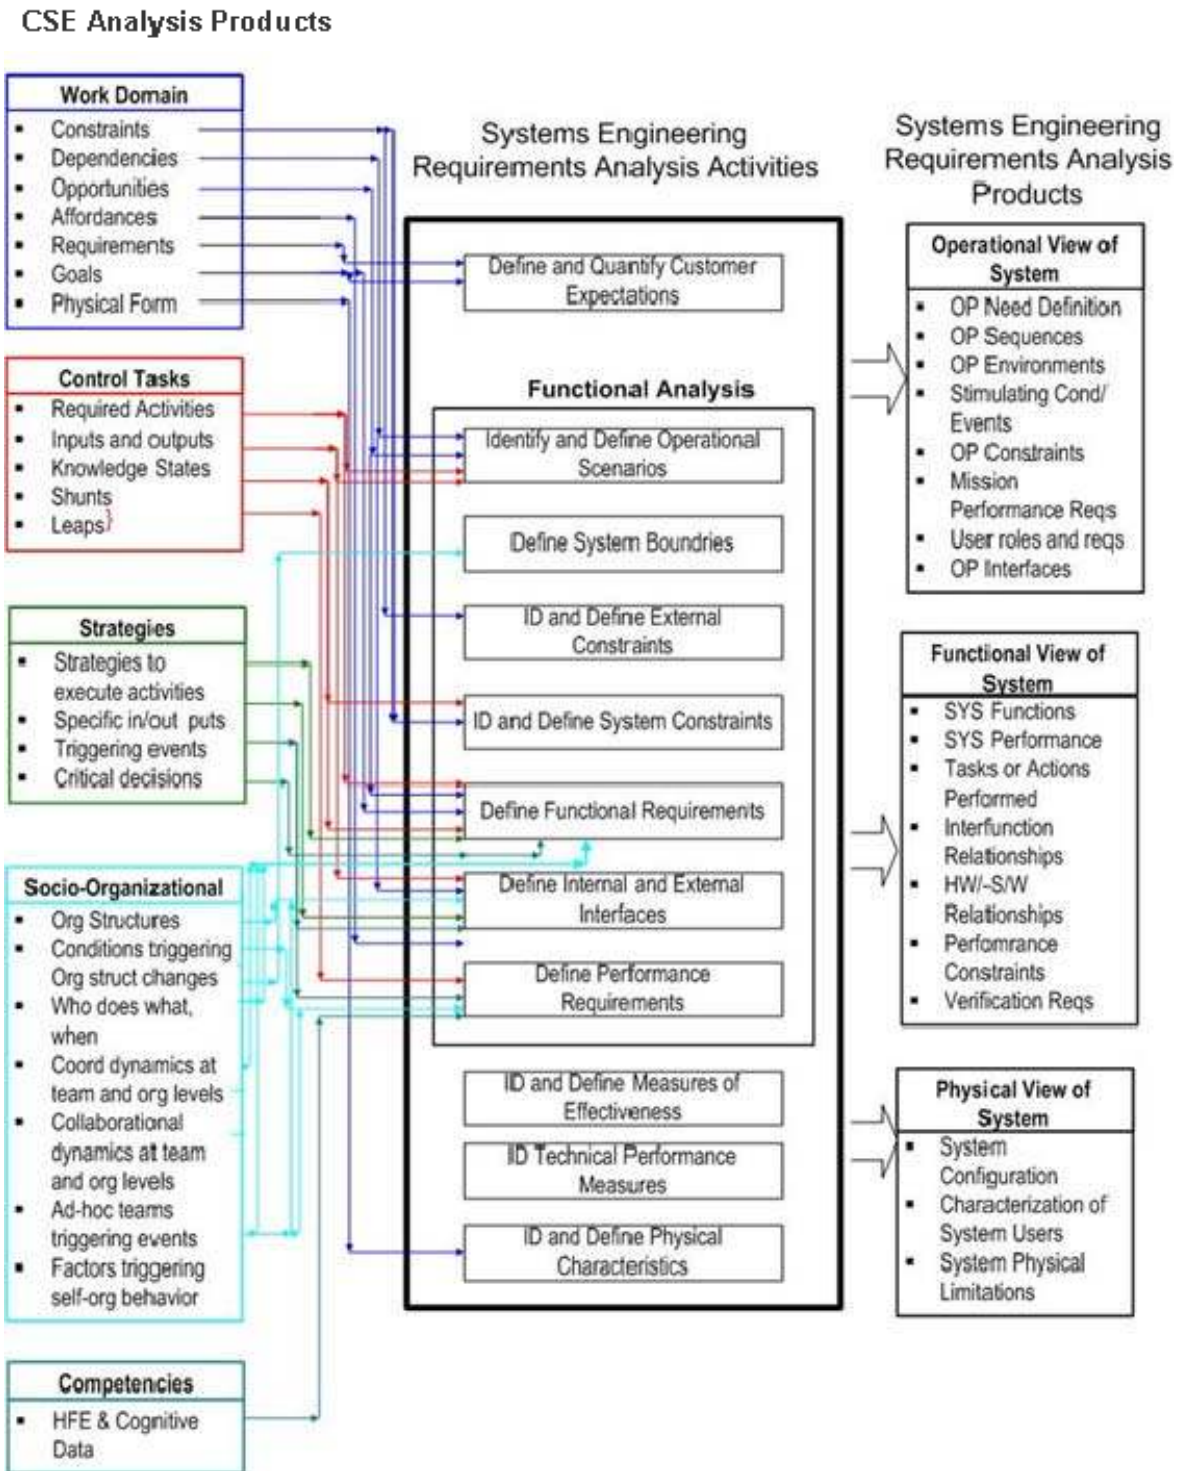 CSE Analysis Products
Work Domain
▪ Constraints
▪ Dependencies
▪ Opportunities
▪ Affordances
▪ Requirements
▪ Goals
▪ Physical Form
Control Tasks
▪ Required Activities
▪ Inputs and outputs
▪ Knowledge States
▪ Shunts
▪ Leaps}
Strategies
▪ Strategies to
execute activities
▪ Specific in/out puts
▪ Triggering events
▪ Critical decisions
Socio-Organizational
▪ Org Structures
▪ Conditions triggering
Org struct changes
▪ Who does what,
when
▪ Coord dynamics at
team and org levels
▪ Collaborational
dynamics at team
and org levels
▪ Ad-hoc teams
triggering events
▪ Factors triggering
self-org behavior
Competencies
▪ HFE & Cognitive
Data
Systems Engineering
Requirements Analysis Activities
Define and Quantify Customer
Expectations
Functional Analysis
Identify and Define Operational
Scenarios
Define System Boundries
ID and Define External
Constraints
ID and Define System Constraints
Define Functional Requirements
Define Internal and External
Interfaces
Define Performance
Requirements
ID and Define Measures of
Effectiveness
ID Technical Performance
Measures
ID and Define Physical
Characteristics
Systems Engineering
Requirements Analysis
Products
Operational View of
System
▪ OP Need Definition
▪ OP Sequences
▪ OP Environments
▪ Stimulating Cond/
Events
▪ OP Constraints
▪ Mission
Performance Reqs
▪ User roles and reqs
▪ OP Interfaces
Functional View of
System
▪ SYS Functions
▪ SYS Performance
▪ Tasks or Actions
Performed
▪ Interfunction
Relationships
▪ HW/-S/W
Relationships
▪ Perfomrance
Constraints
▪ Verification Reqs
Physical View of
System
▪ System
Configuration
▪ Characterization of
System Users
▪ System Physical
Limitations